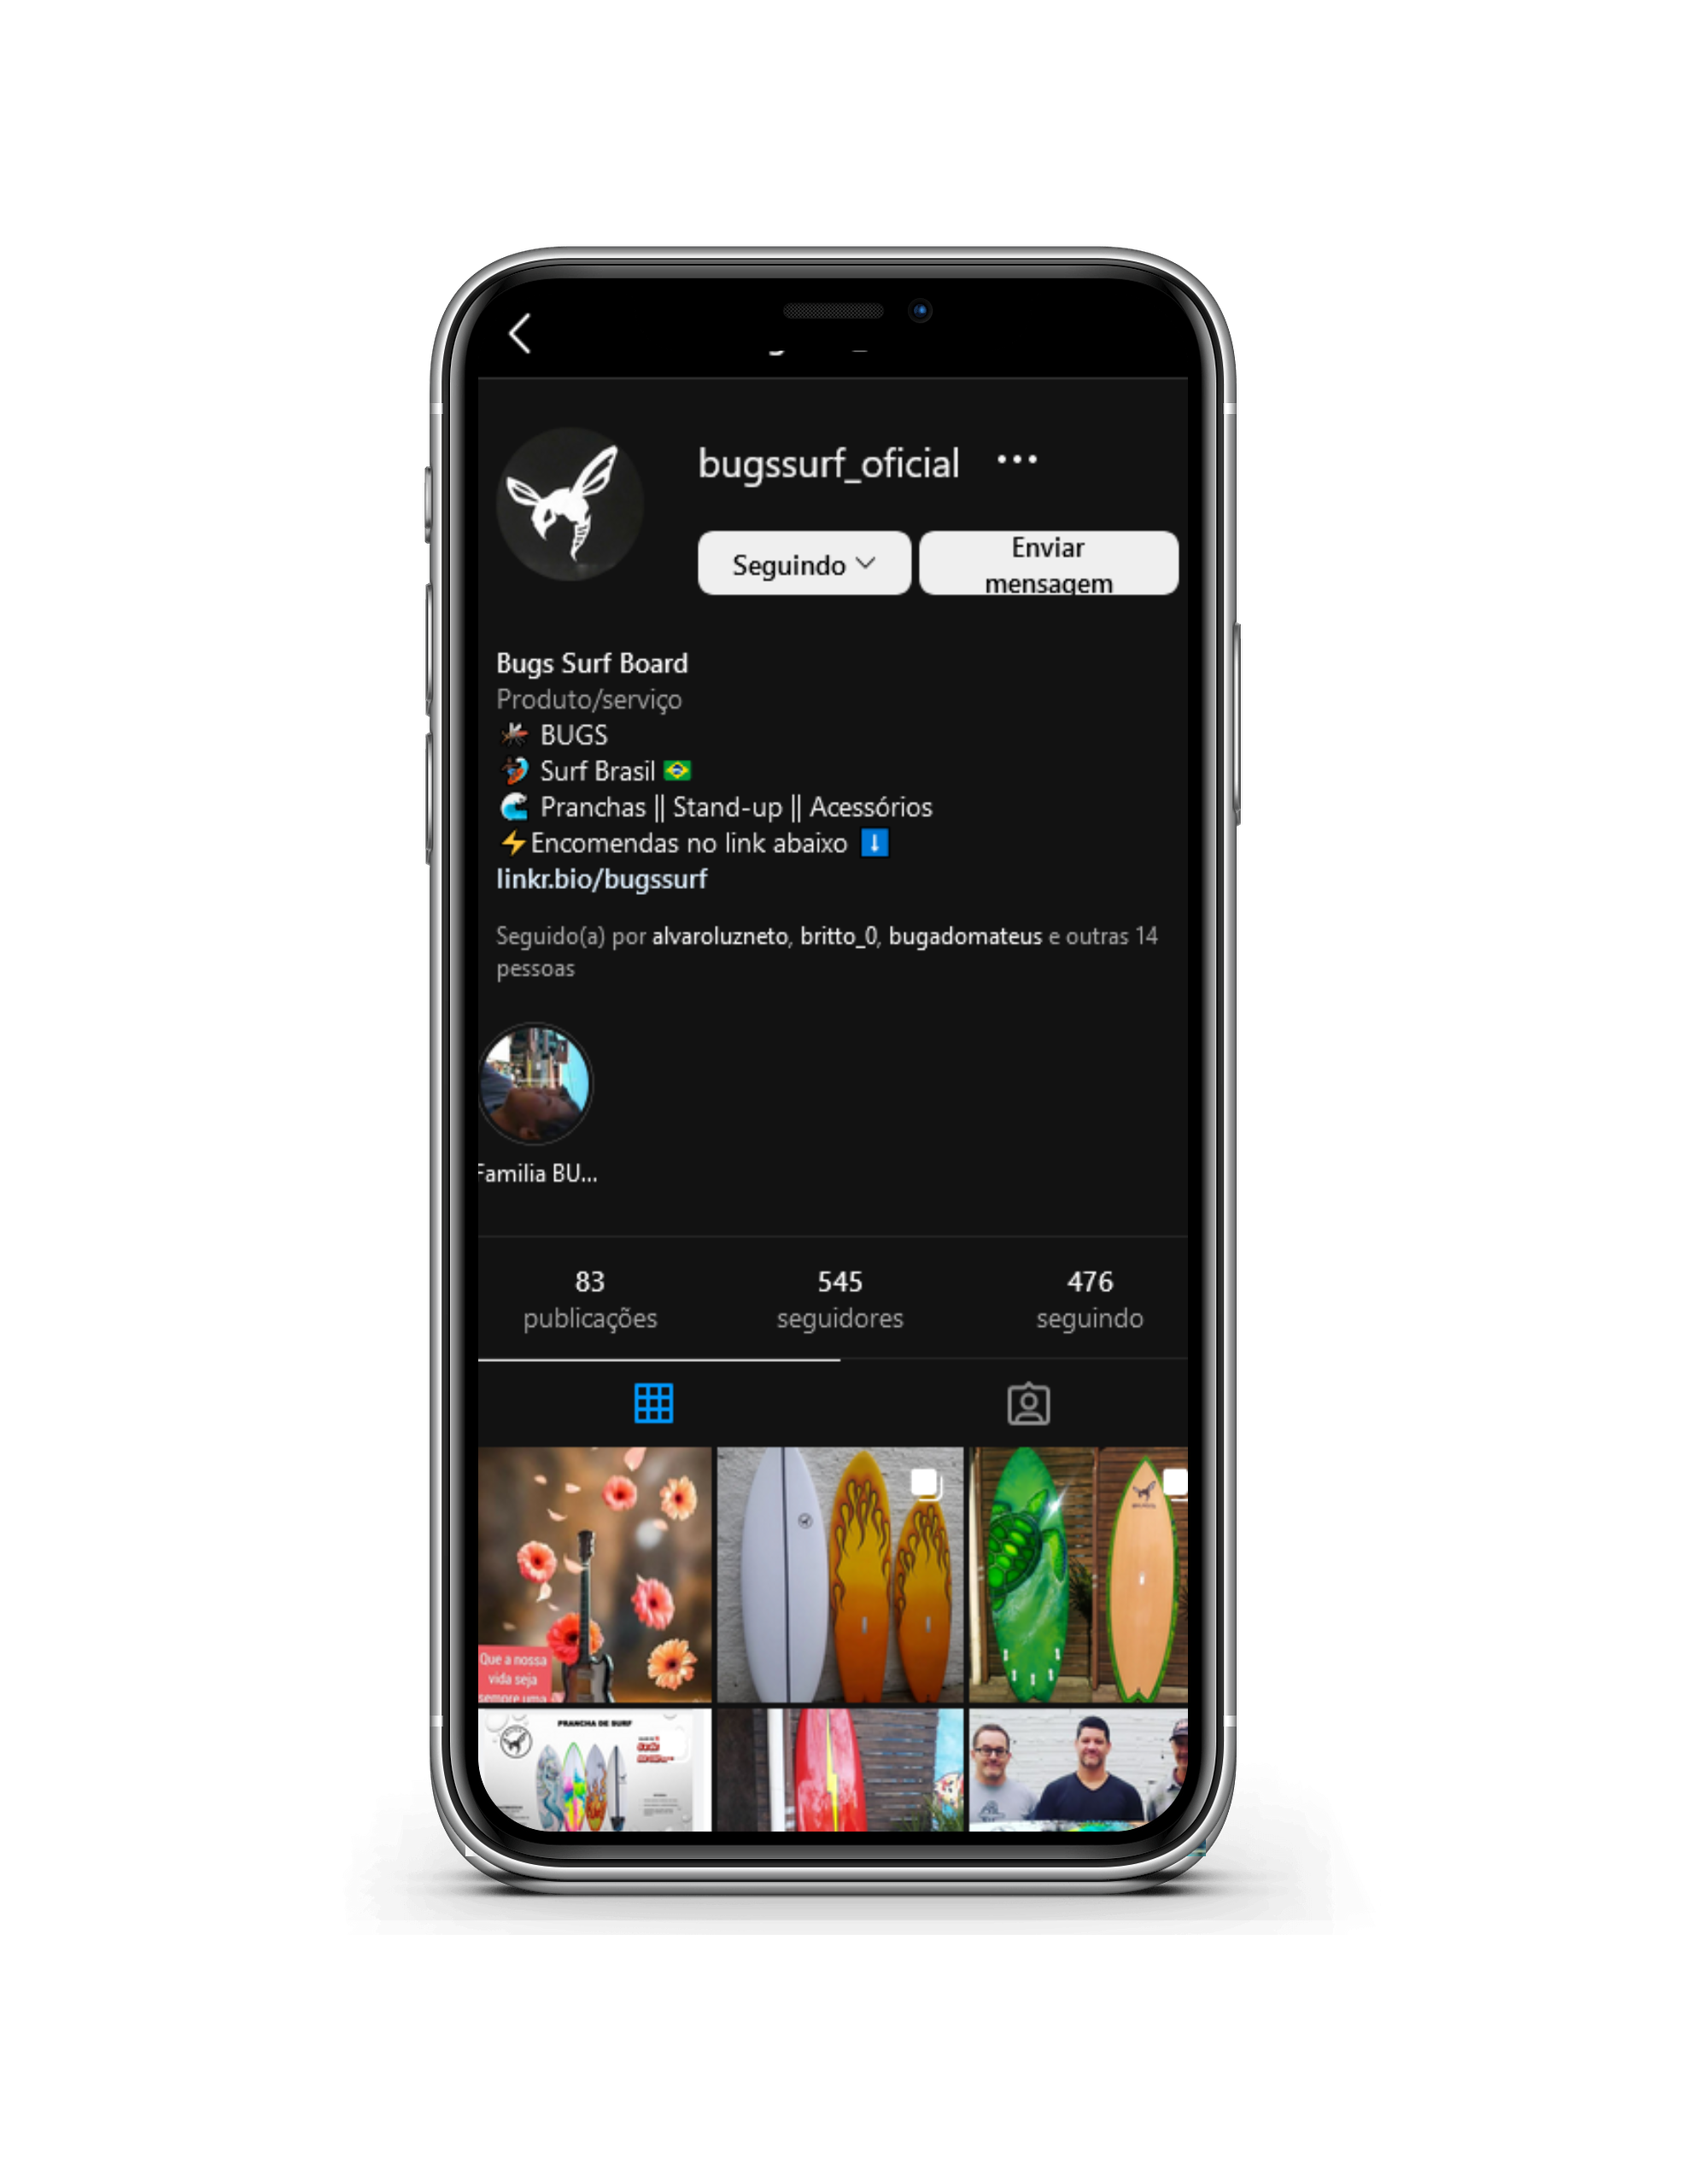 bugssurf_oficial
Seguindo
Enviar
mensagem
Bugs Surf Board
Produto/serviço
BUGS
Surf Brasil
Pranchas || Stand-up || Acessórios
Encomendas no link abaixo
linkr.bio/bugssurf
Seguido(a) por alvaroluzneto, britto_0, bugadomateus e outras 14
pessoas
Familia BU...
83
publicações
545
seguidores
476
seguindo
Que a nossa
vida seja
sempre uma
PRANCHA DE SURF